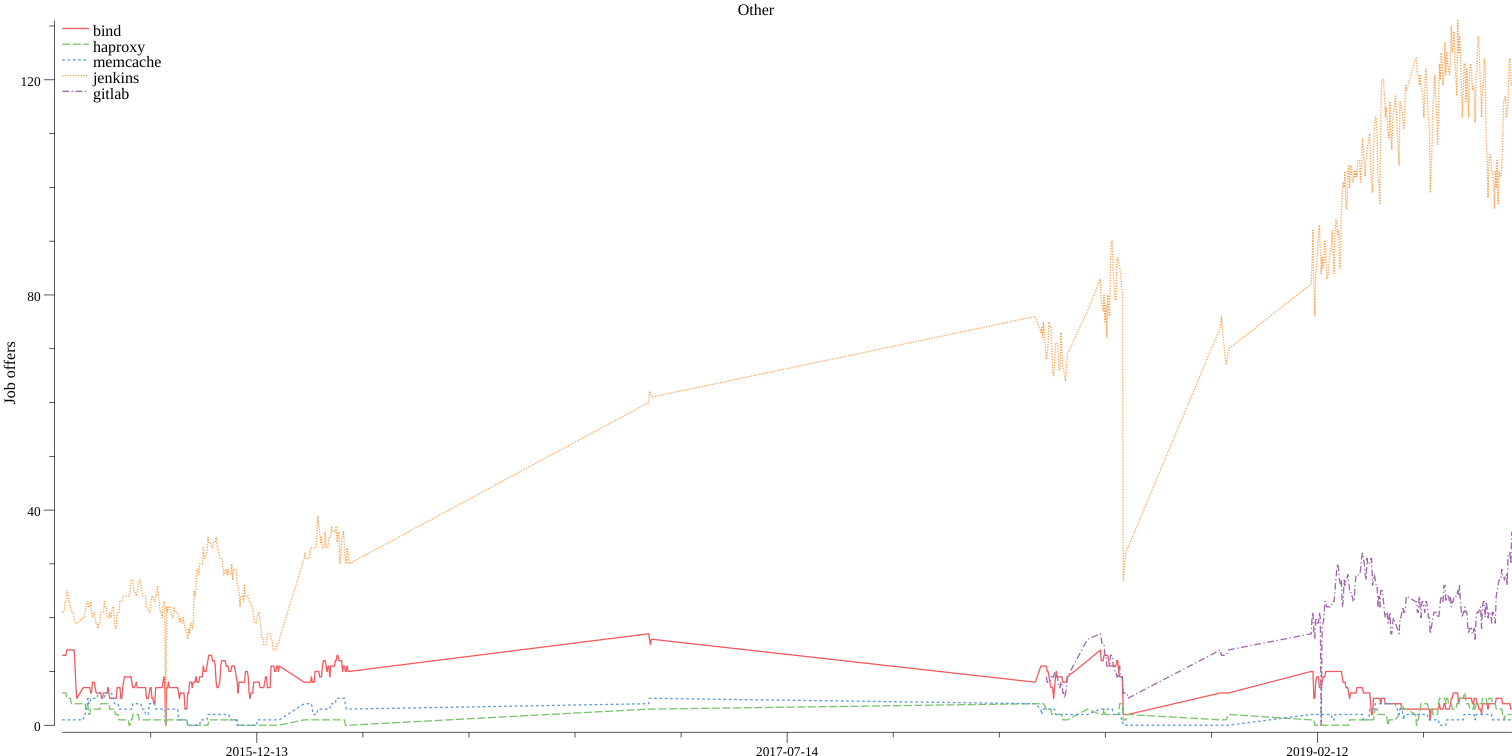 Other
bind
haproxy
memcache
jenkins
gitlab
120
80
40
0
Job offers
2015-12-13
2017-07-14
2019-02-12